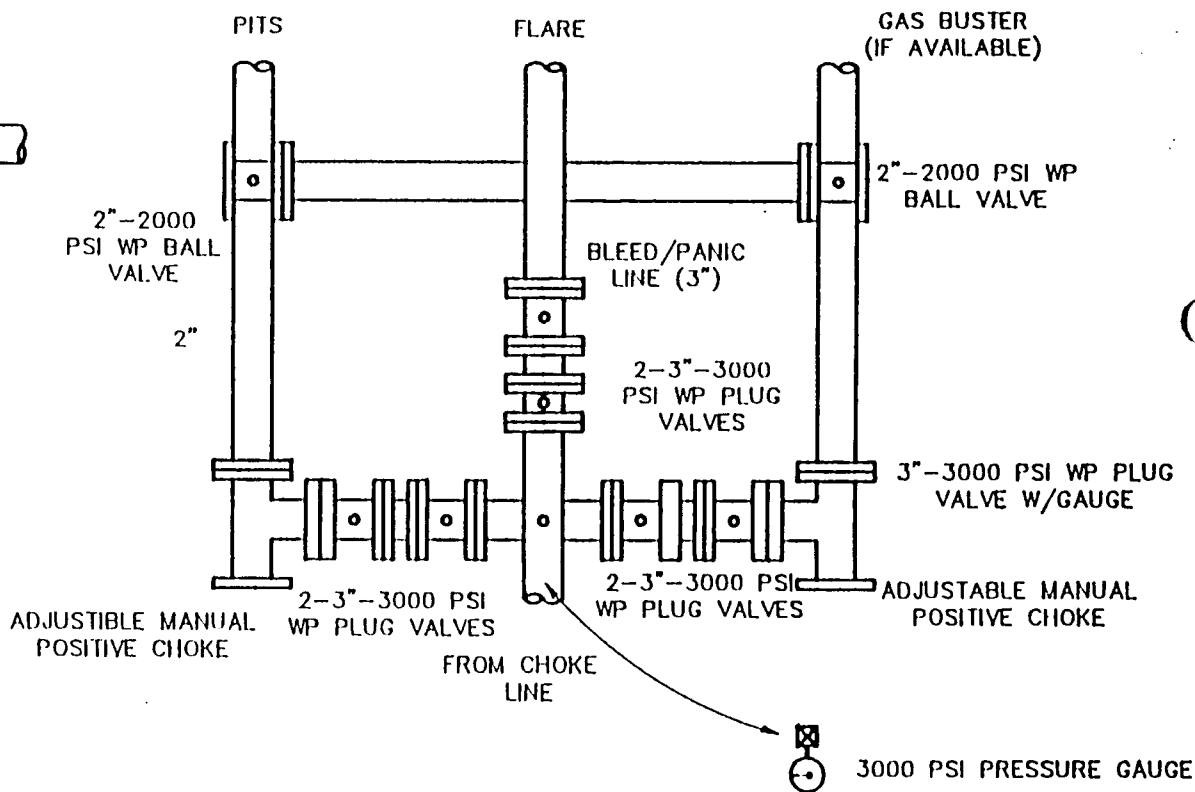 PITS
FLARE
GAS BUSTER
(IF AVAILABLE)
2"-2000
PSI WP BALL
VALVE
2"-2000 PSI WP
BALL VALVE
BLEED/PANIC
LINE (3")
2"
2-3"-3000
PSI WP PLUG
VALVES
3"-3000 PSI WP PLUG
VALVE W/GAUGE
ADJUSTIBLE MANUAL
POSITIVE CHOKE
2-3"-3000 PSI
WP PLUG VALVES
2-3"-3000 PSI
WP PLUG VALVES
ADJUSTABLE MANUAL
POSITIVE CHOKE
FROM CHOKE
LINE
3000 PSI PRESSURE GAUGE